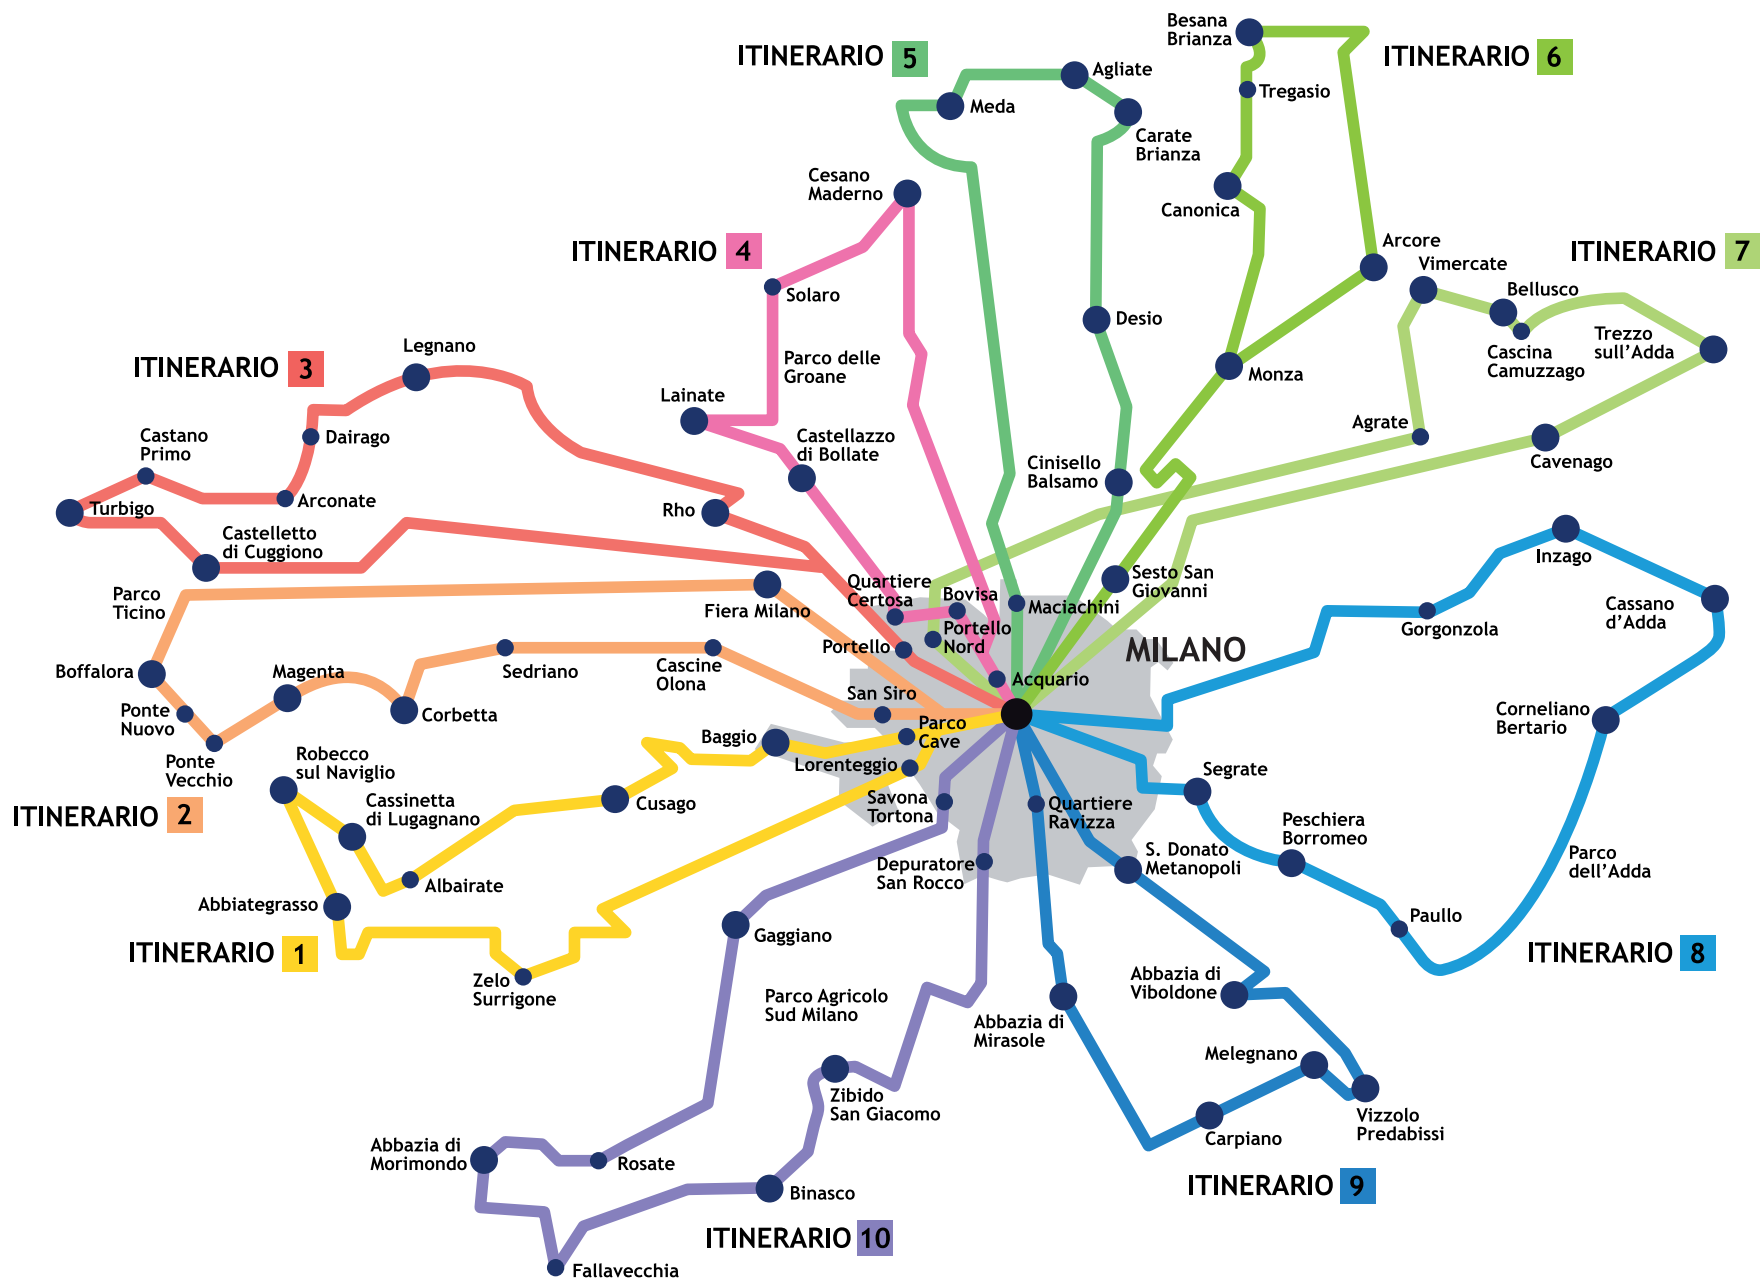 Besana
Brianza
ITINERARIO 5
ITINERARIO 6
Agliate
Tregasio
Meda
Carate
Brianza
Cesano
Maderno
Canonica
ITINERARIO 4
Arcore
Vimercate
ITINERARIO 7
Solaro
Bellusco
Desio
Trezzo
sull'Adda
Legnano
ITINERARIO 3
Parco delle
Groane
Cascina
Camuzzago
Monza
Lainate
Agrate
Castano
Primo
Dairago
Castellazzo
di Bollate
Cavenago
Cinisello
Balsamo
Turbigo
Arconate
Rho
Castelletto
di Cuggiono
Inzago
Parco
Ticino
Fiera Milano
Quartiere
Certosa
Bovisa
Maciachini
Sesto San
Giovanni
Cassano
d'Adda
Gorgonzola
Portello
Portello
Nord
MILANO
Boffalora
Magenta
Sedriano
Cascine
Olona
Acquario
San Siro
Ponte
Nuovo
Corbetta
Corneliano
Bertario
Baggio
Parco
Cave
Ponte
Vecchio
Robecco
sul Naviglio
Lorenteggio
Segrate
ITINERARIO 2
Cassinetta
di Lugagnano
Cusago
Savona
Tortona
Quartiere
Ravizza
Peschiera
Borromeo
Albairate
Depuratore
San Rocco
S. Donato
Metanopoli
Parco
dell'Adda
Abbiategrasso
Paullo
Gaggiano
ITINERARIO 1
ITINERARIO 8
Zelo
Surrigone
Parco Agricolo
Sud Milano
Abbazia di
Viboldone
Abbazia di
Mirasole
Melegnano
Zibido
San Giacomo
Vizzolo
Predabissi
Carpiano
Abbazia di
Morimondo
Rosate
Binasco
ITINERARIO 9
ITINERARIO 10
Fallavecchia